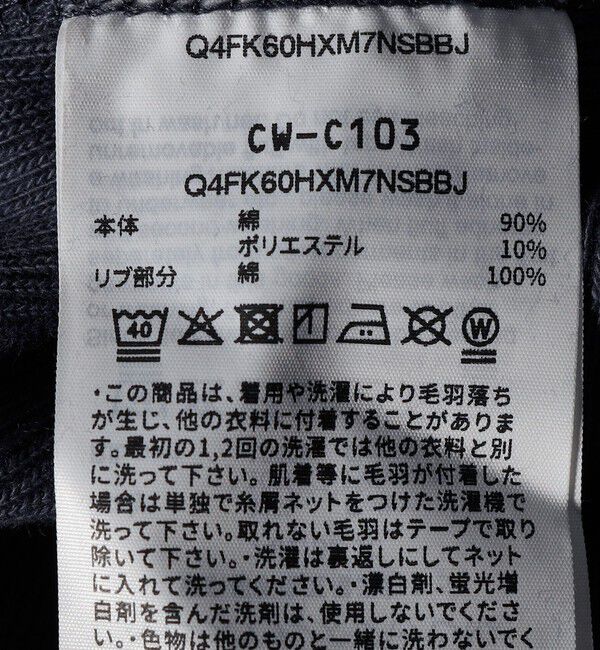 Q4FK60HXM7NSBBJ
CW-C103
Q4FK60HXM7NSBBJ
本体 綿 90%
ポリエステル 10%
リブ部分 綿 100%
40
W
・この商品は、着用や洗濯により毛羽落ち
が生じ、他の衣料に付着することがありま
す。最初の1,2回の洗濯では他の衣料と別
に洗って下さい。肌着等に毛羽が付着した
場合は単独で糸屑ネットをつけた洗濯機で
洗って下さい。取れない毛羽はテープで取り
除いて下さい。・洗濯は裏返しにしてネット
に入れて洗ってください。・漂白剤、蛍光増
白剤を含んだ洗剤は、使用しないでくださ
い。・色物は他のものと一緒に洗わないでく